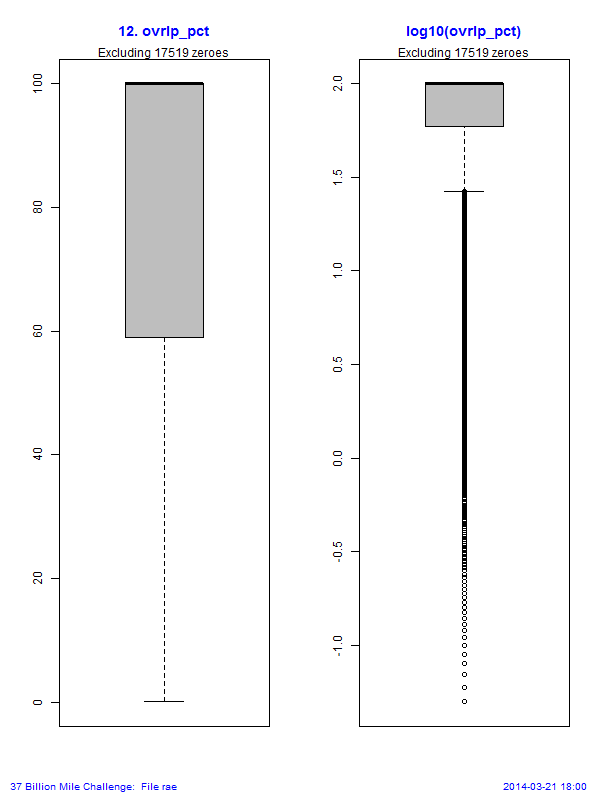 12. ovrlp_pct
log10(ovrlp_pct)
Excluding 17519 zeroes
Excluding 17519 zeroes
100
80
60
40
20
0
2.0
1.5
1.0
0.5
0.0
-0.5
-1.0
37 Billion Mile Challenge:  File rae
2014-03-21 18:00